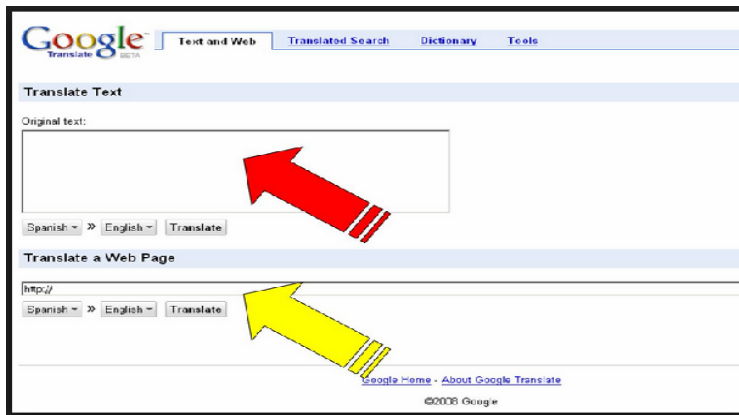 Google Text and Web Translated Search Dictionary Tools
Translate BETA
Translate Text
Original text:
Spanish » English Translate
Translate a Web Page
http://
Spanish » English Translate
Google Home - About Google Translate
©2008 Google